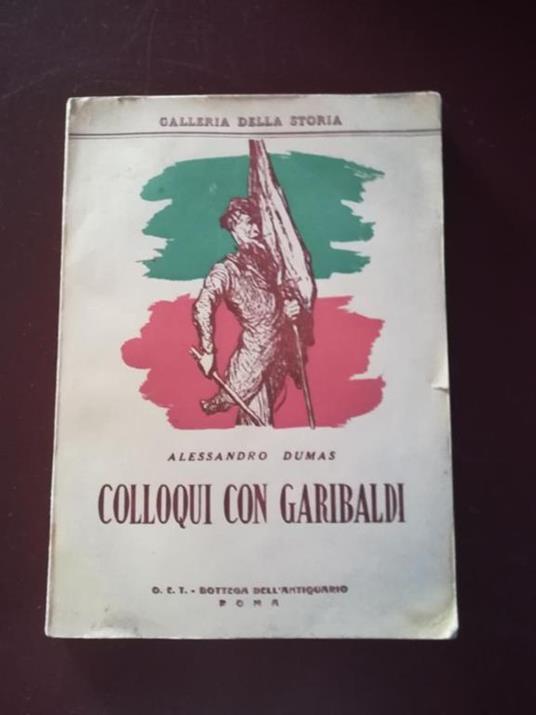 GALLERIA DELLA STORIA
ALESSANDRO DUMAS
COLLOQUI CON GARIBALDI
O. E. T. - BOTTEGA DELL'ANTIQUARIO
ROMA